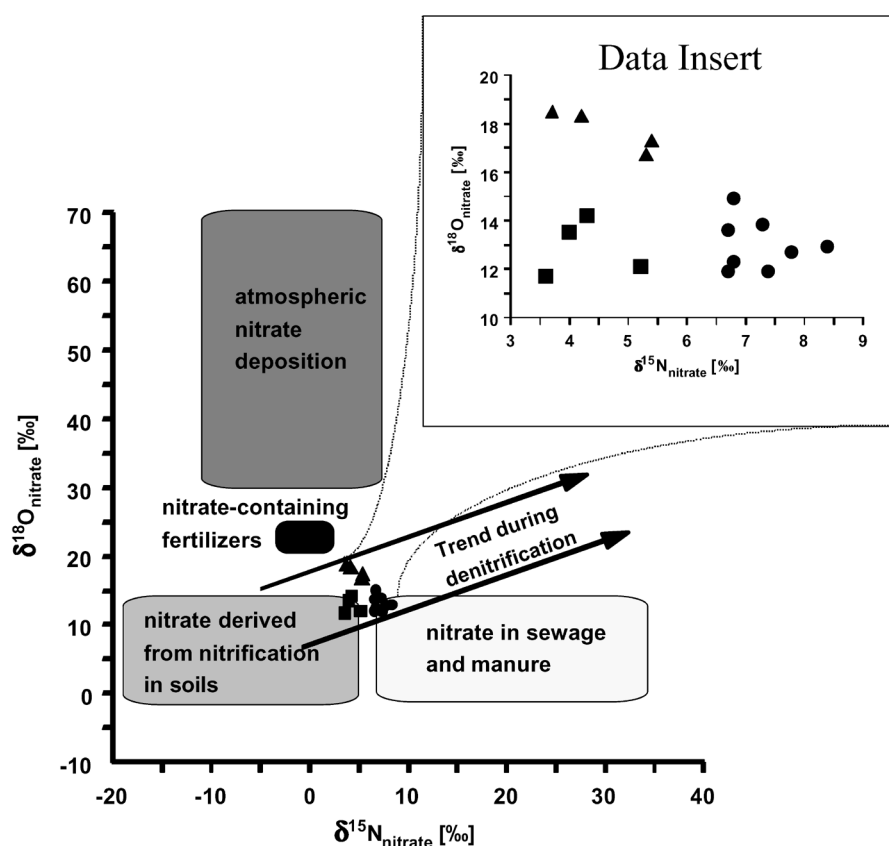 Data Insert
20
18
16
14
12
10
δ18Onitrate [‰]
3 4 5 6 7 8 9
δ15Nnitrate [‰]
70
60
50
40
30
20
10
0
-10
δ18Onitrate [‰]
atmospheric
nitrate
deposition
nitrate-containing
fertilizers
Trend during
denitrification
nitrate derived
from nitrification
in soils
nitrate in sewage
and manure
-20 -10 0 10 20 30 40
δ15Nnitrate [‰]